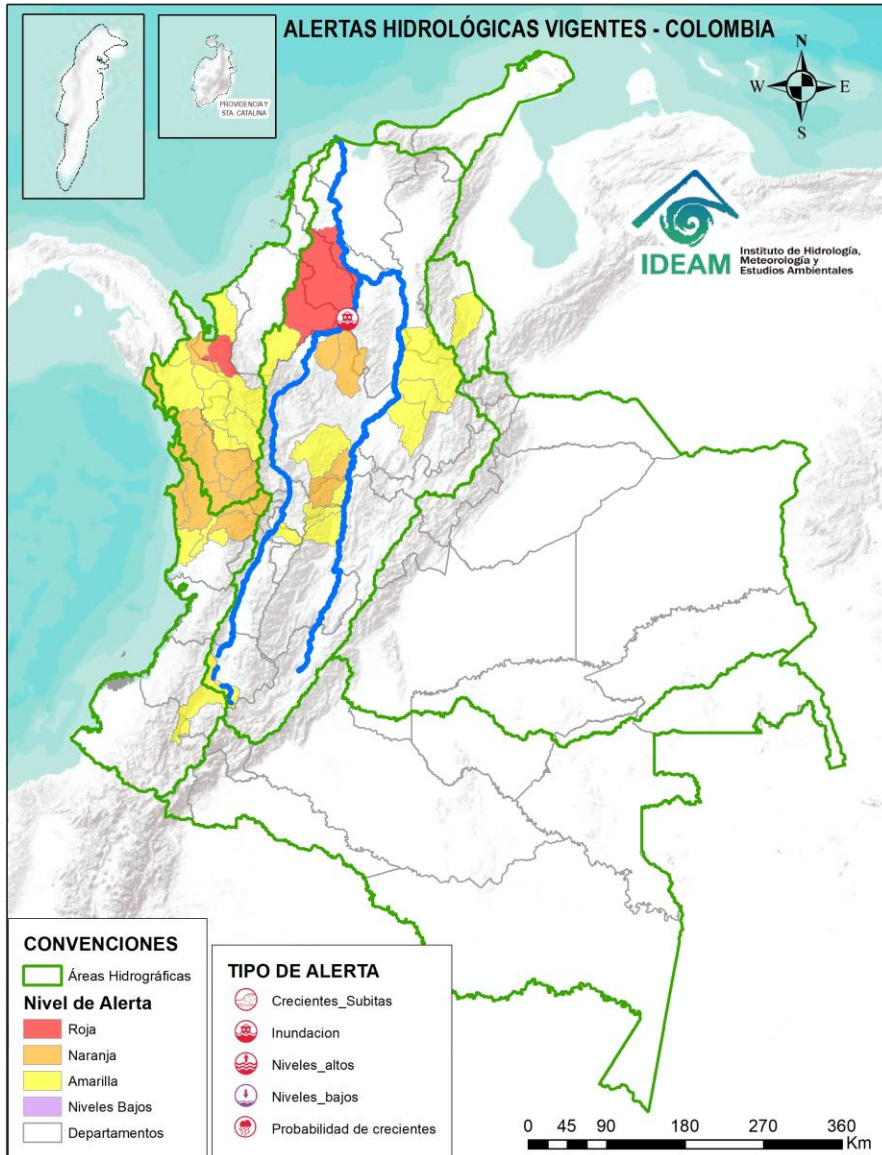 ALERTAS HIDROLÓGICAS VIGENTES - COLOMBIA
PROVIDENCIA Y
STA. CATALINA
N
W
E
S
IDEAM
Instituto de Hidrología,
Meteorología y
Estudios Ambientales
CONVENCIONES
Áreas Hidrográficas
Nivel de Alerta
Roja
Naranja
Amarilla
Niveles Bajos
Departamentos
TIPO DE ALERTA
Crecientes_Subitas
Inundacion
Niveles_altos
Niveles_bajos
Probabilidad de crecientes
0 45 90 180 270 360
Km